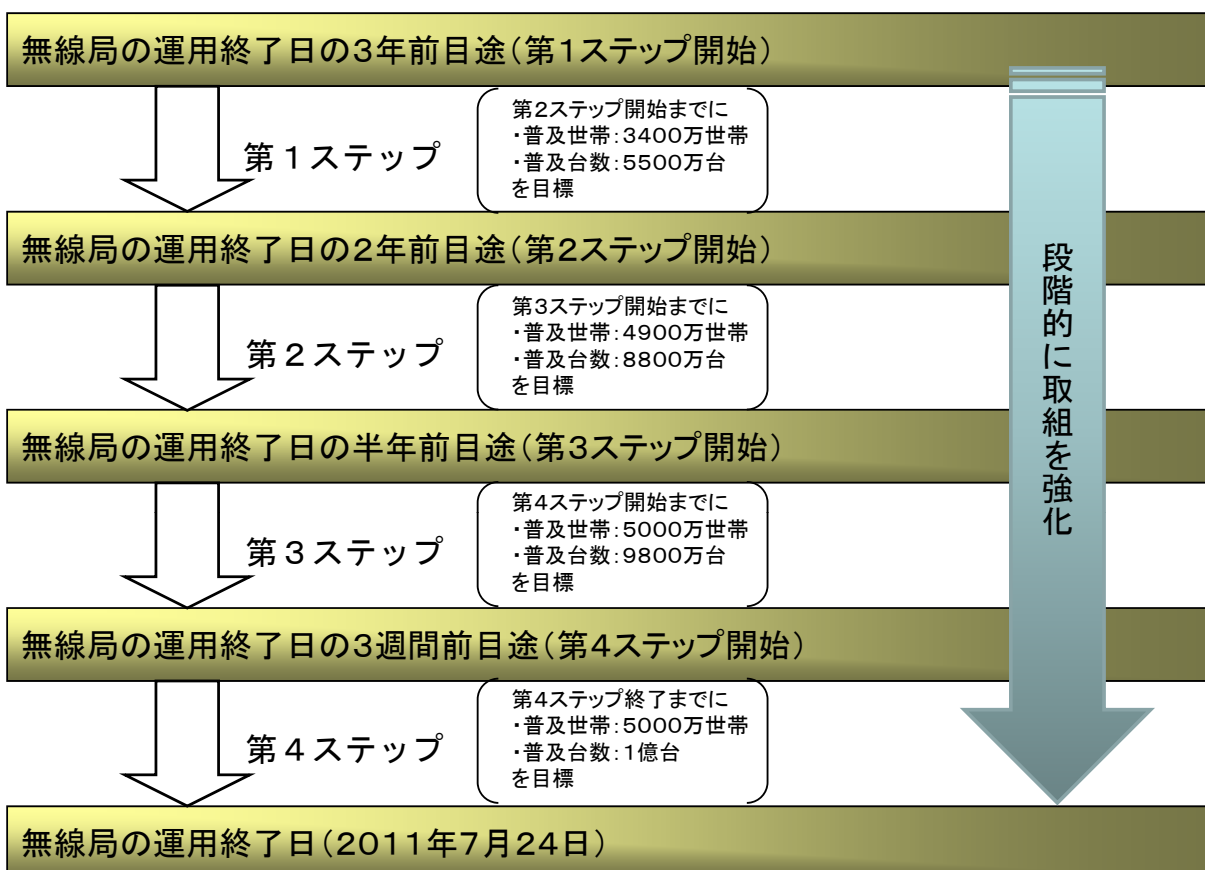 無線局の運用終了日の3年前目途(第1ステップ開始)
第1ステップ
第2ステップ開始までに
・普及世帯:3400万世帯
・普及台数:5500万台
を目標
無線局の運用終了日の2年前目途(第2ステップ開始)
第2ステップ
第3ステップ開始までに
・普及世帯:4900万世帯
・普及台数:8800万台
を目標
無線局の運用終了日の半年前目途(第3ステップ開始)
第3ステップ
第4ステップ開始までに
・普及世帯:5000万世帯
・普及台数:9800万台
を目標
無線局の運用終了日の3週間前目途(第4ステップ開始)
第4ステップ
第4ステップ終了までに
・普及世帯:5000万世帯
・普及台数:1億台
を目標
無線局の運用終了日(2011年7月24日)
段階的に取組を強化